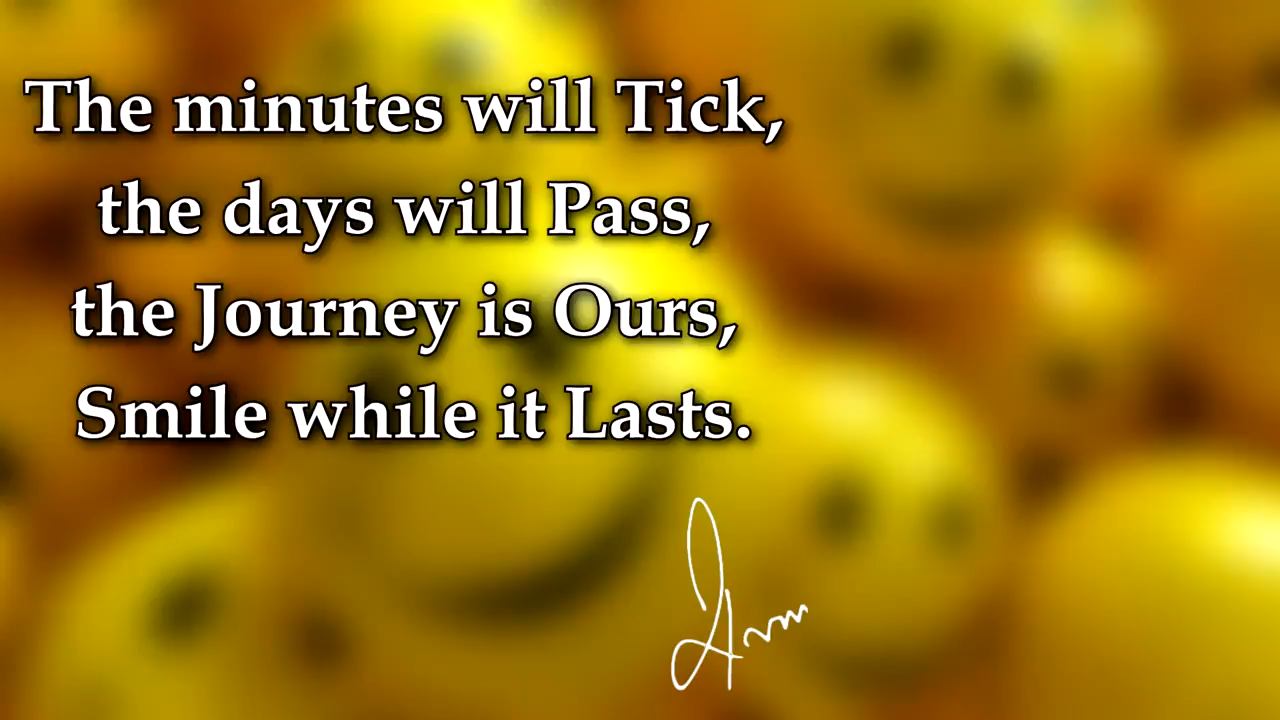 The minutes will Tick,
the days will Pass,
the Journey is Ours,
Smile while it Lasts.